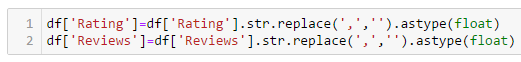 1 df['Rating']=df['Rating'].str.replace(',','').astype(float)
2 df['Reviews']=df['Reviews'].str.replace(',','').astype(float)